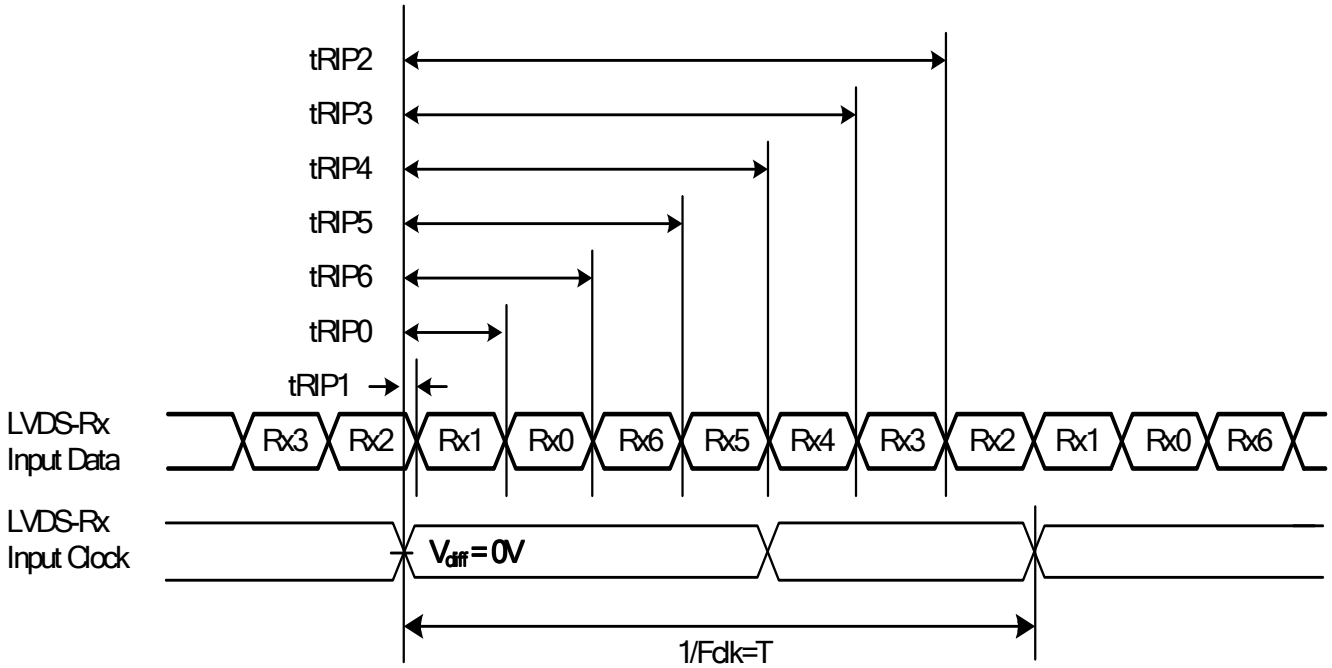 tRIP2
tRIP3
tRIP4
tRIP5
tRIP6
tRIP0
tRIP1
LVDS-Rx
Input Data
Rx3 Rx2 Rx1 Rx0 Rx6 Rx5 Rx4 Rx3 Rx2 Rx1 Rx0 Rx6
LVDS-Rx
Input Clock
Vdiff = 0V
1/Fclk=T